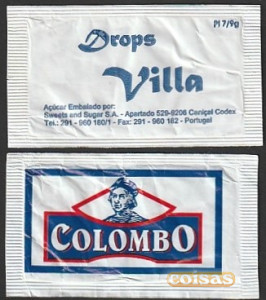 M 7/9g
Drops
Villa
Açúcar Embalado por:
Sweets and Sugar S.A. - Apartado 529-9206 Caniçal Codex
Tel.: 291 - 960 160/1 - Fax: 291 - 960 162 - Portugal
COLOMBO
coisas